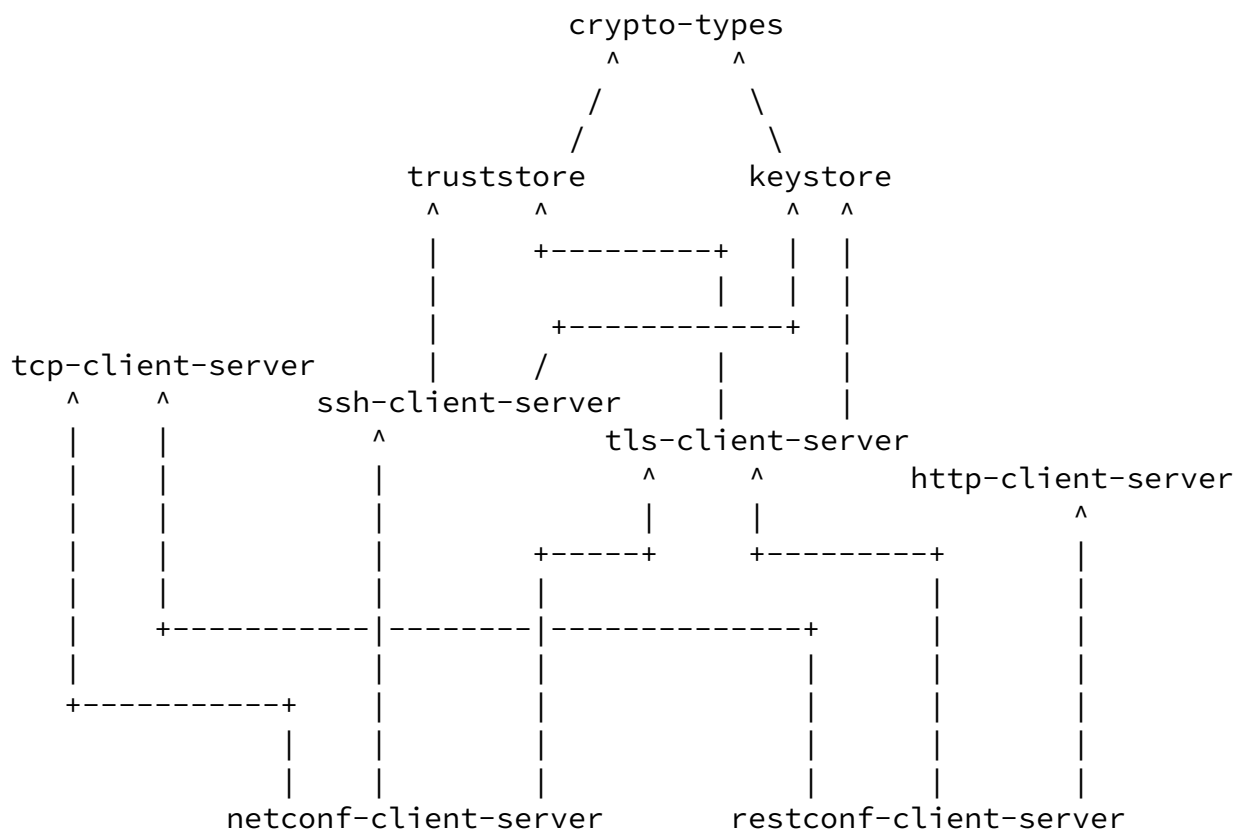 crypto-types
truststore keystore
tcp-client-server
ssh-client-server
tls-client-server
http-client-server
netconf-client-server restconf-client-server